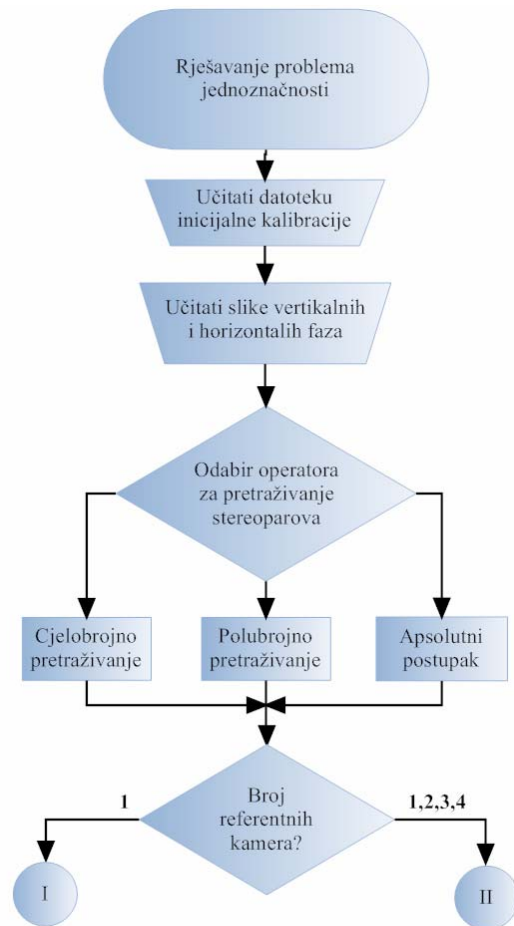 Rješavanje problema
jednoznačnosti
Učitati datoteku
inicijalne kalibracije
Učitati slike vertikalnih
i horizontalih faza
Odabir operatora
za pretraživanje
stereoparova
Cjelobrojno
pretraživanje
Polubrojno
pretraživanje
Apsolutni
postupak
Broj
referentnih
kamera?
1
1,2,3,4
I
II